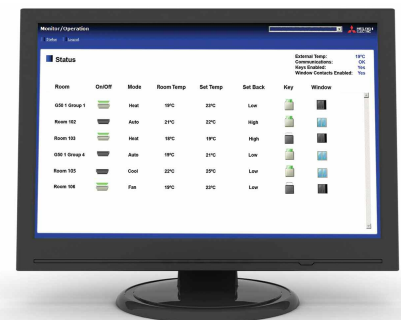 Monitor/Operation
MITSUBISHI ELECTRIC
Status Layout
Status
External Temp: 19°C
Communications: OK
Keys Enabled: Yes
Window Contacts Enabled: Yes
Room On/Off Mode Room Temp Set Temp Set Back Key Window
G50 1 Group 1 Heat 19°C 23°C Low
Room 102 Auto 21°C 22°C High
Room 103 Heat 18°C 19°C High
G50 1 Group 4 Auto 19°C 21°C Low
Room 105 Cool 22°C 25°C Low
Room 106 Fan 19°C 23°C Low